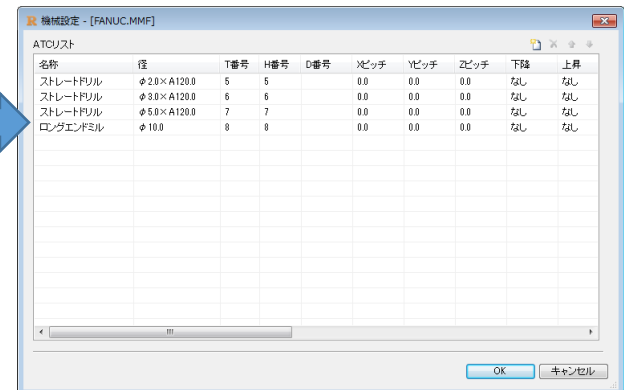 R 機械設定 - [FANUC.MMF]
ATCリスト
名称 径 T番号 H番号 D番号 Xピッチ Yピッチ Zピッチ 下降 上昇
ストレートドリル φ2.0×A120.0 5 5 0.0 0.0 0.0 なし なし
ストレートドリル φ3.0×A120.0 6 6 0.0 0.0 0.0 なし なし
ストレートドリル φ5.0×A120.0 7 7 0.0 0.0 0.0 なし なし
ロングエンドミル φ10.0 8 8 0.0 0.0 0.0 なし なし
OK キャンセル